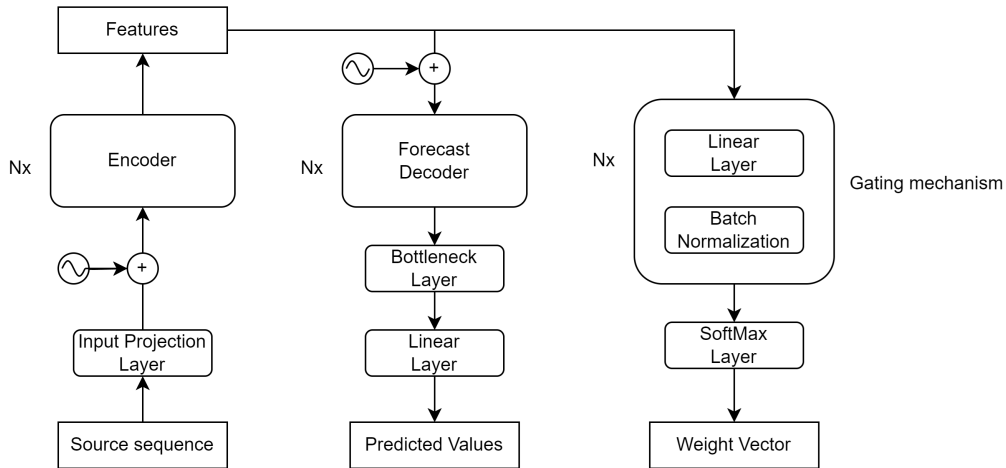 Features
Nx
Encoder
+
Input Projection
Layer
Source sequence
+
Nx
Forecast
Decoder
Bottleneck
Layer
Linear
Layer
Predicted Values
Nx
Linear
Layer
Batch
Normalization
Gating mechanism
SoftMax
Layer
Weight Vector